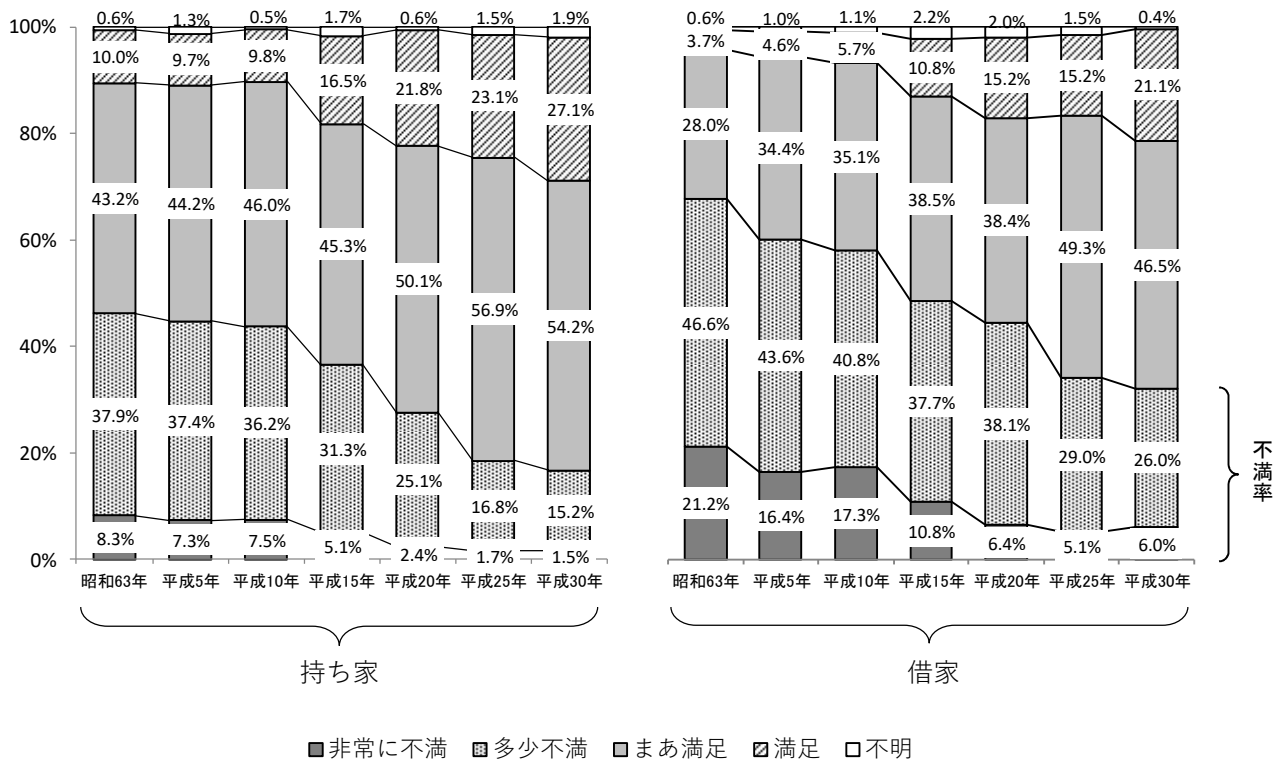 0.6% 1.3% 0.5% 1.7% 0.6% 1.5% 1.9%
10.0% 9.7% 9.8% 16.5% 21.8% 23.1% 27.1%
43.2% 44.2% 46.0% 45.3% 50.1% 56.9% 54.2%
37.9% 37.4% 36.2% 31.3% 25.1% 16.8% 15.2%
8.3% 7.3% 7.5% 5.1% 2.4% 1.7% 1.5%
100%
80%
60%
40%
20%
0%
昭和63年 平成5年 平成10年 平成15年 平成20年 平成25年 平成30年
持ち家
0.6% 1.0% 1.1% 2.2% 2.0% 1.5% 0.4%
3.7% 4.6% 5.7% 10.8% 15.2% 15.2% 21.1%
28.0% 34.4% 35.1% 38.5% 38.4% 49.3% 46.5%
46.6% 43.6% 40.8% 37.7% 38.1% 29.0% 26.0%
21.2% 16.4% 17.3% 10.8% 6.4% 5.1% 6.0%
昭和63年 平成5年 平成10年 平成15年 平成20年 平成25年 平成30年
借家
不満率
非常に不満 多少不満 まあ満足 満足 不明